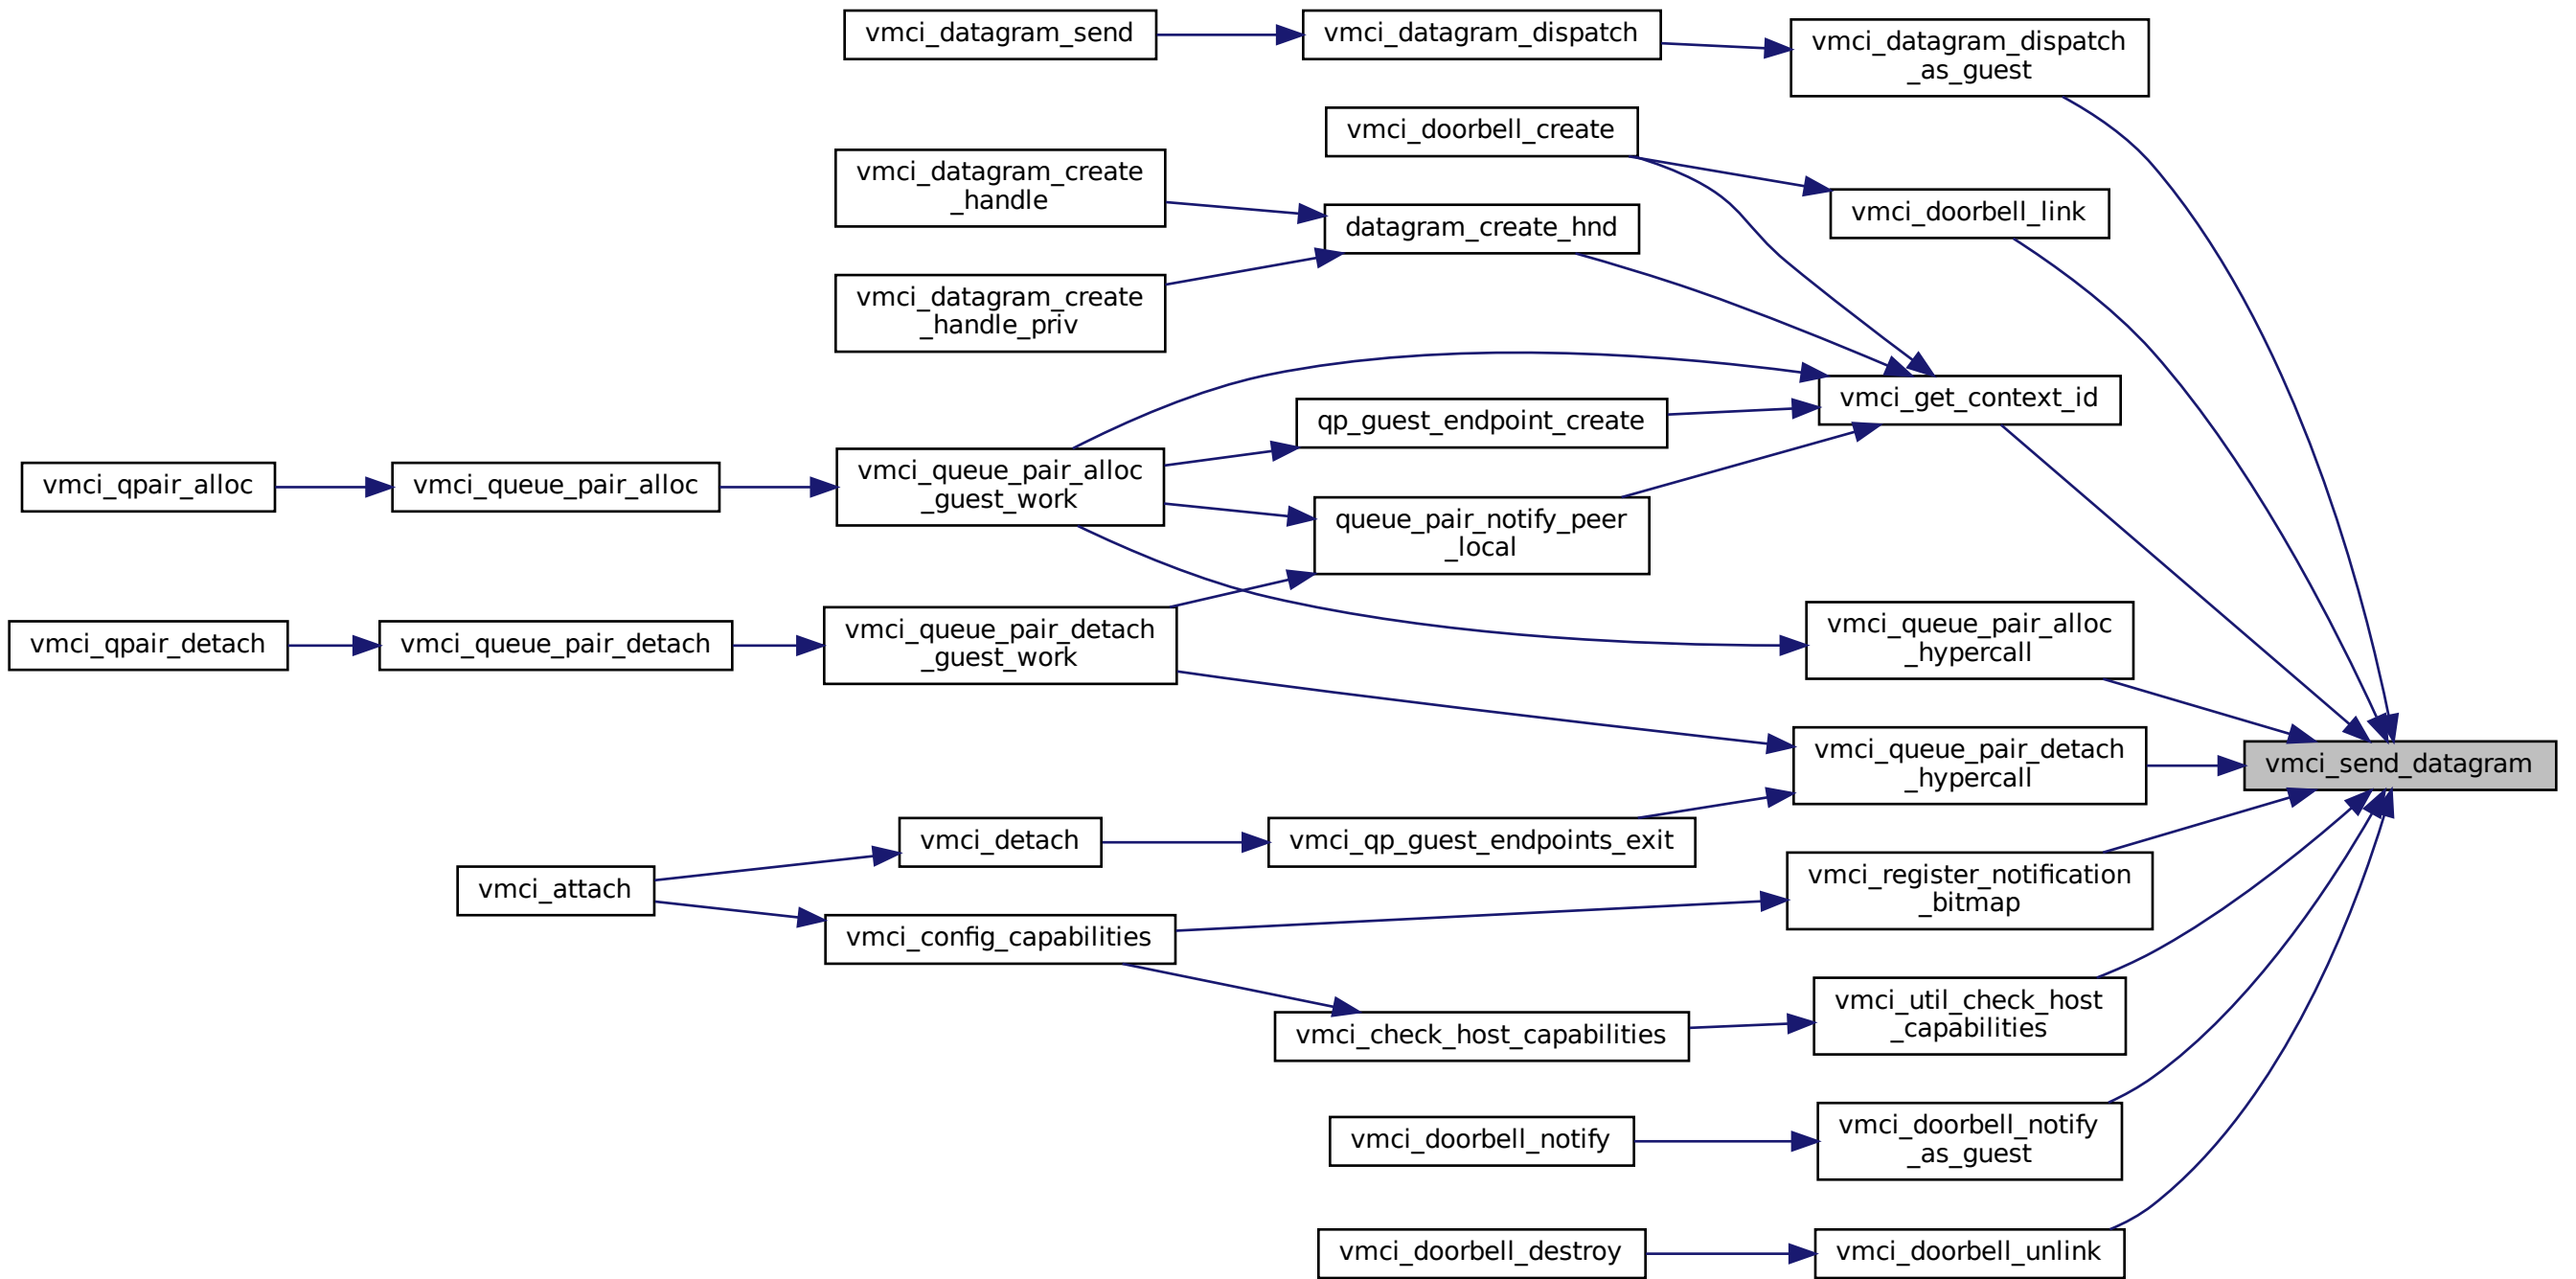 vmci_datagram_send
vmci_datagram_dispatch
vmci_datagram_dispatch
_as_guest
vmci_doorbell_create
vmci_datagram_create
_handle
vmci_doorbell_link
datagram_create_hnd
vmci_datagram_create
_handle_priv
vmci_get_context_id
qp_guest_endpoint_create
vmci_qpair_alloc
vmci_queue_pair_alloc
vmci_queue_pair_alloc
_guest_work
queue_pair_notify_peer
_local
vmci_queue_pair_alloc
_hypercall
vmci_qpair_detach
vmci_queue_pair_detach
vmci_queue_pair_detach
_guest_work
vmci_queue_pair_detach
_hypercall
vmci_send_datagram
vmci_detach
vmci_qp_guest_endpoints_exit
vmci_attach
vmci_register_notification
_bitmap
vmci_config_capabilities
vmci_util_check_host
_capabilities
vmci_check_host_capabilities
vmci_doorbell_notify
vmci_doorbell_notify
_as_guest
vmci_doorbell_destroy
vmci_doorbell_unlink